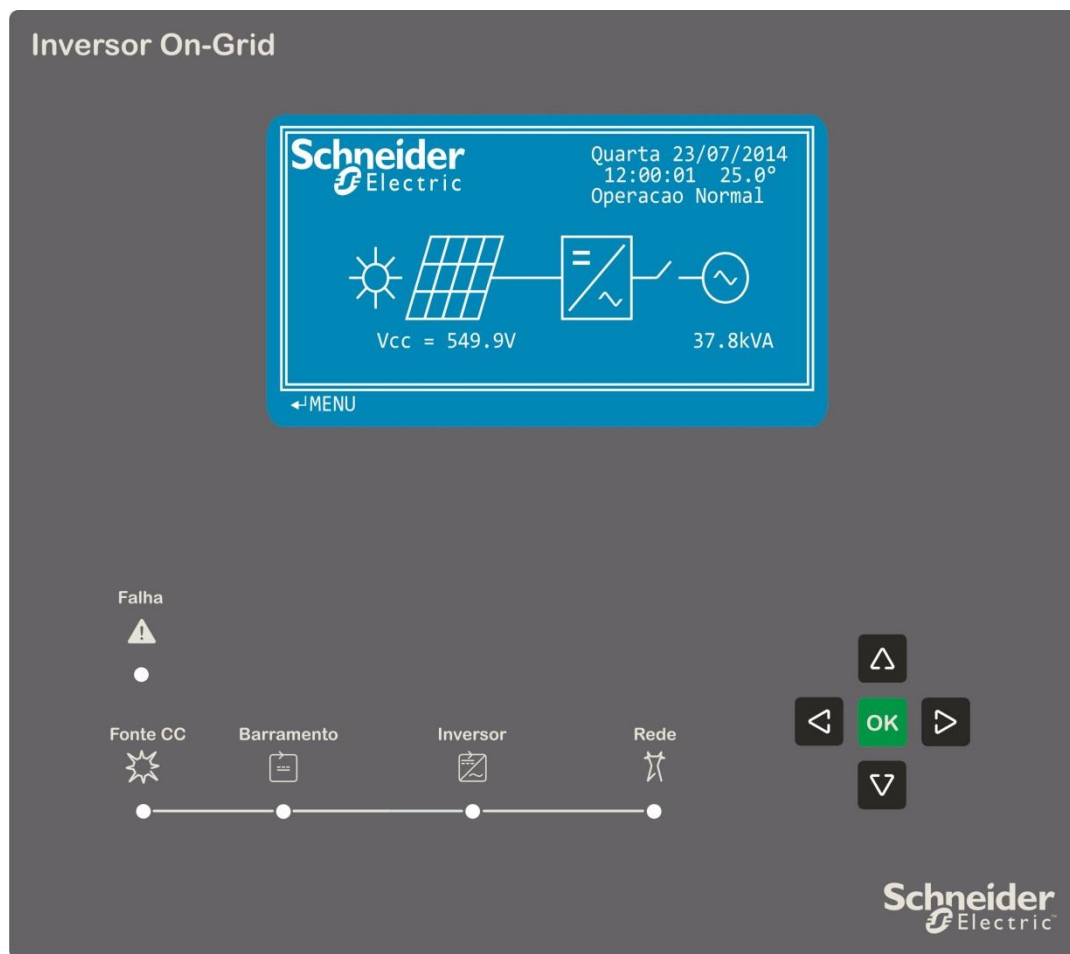 Inversor On-Grid
Schneider
Electric
Quarta 23/07/2014
12:00:01 25.0°
Operacao Normal
Vcc = 549.9V
37.8kVA
↵MENU
Falha
Fonte CC
Barramento
Inversor
Rede
OK
Schneider
Electric™